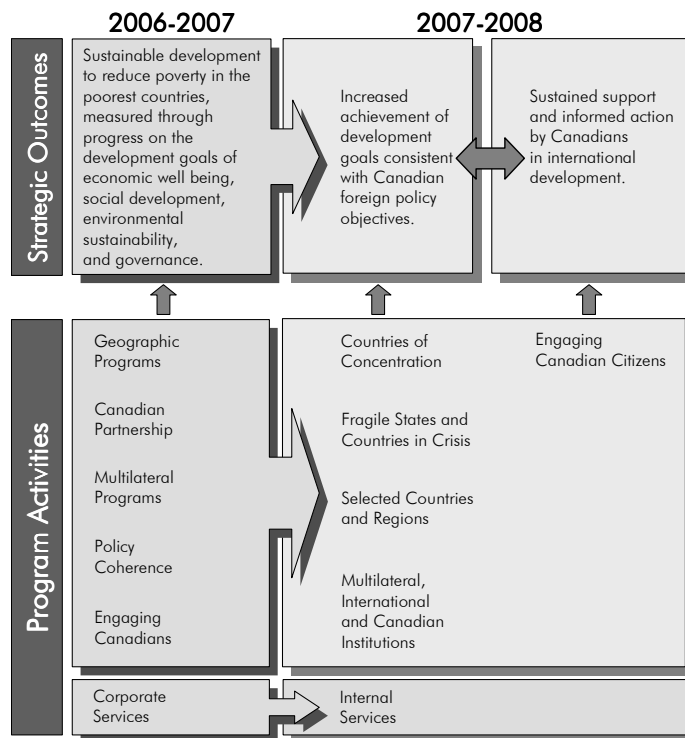 2006-2007
2007-2008
Strategic Outcomes
Sustainable development
to reduce poverty in the
poorest countries,
measured through
progress on the
development goals of
economic well being,
social development,
environmental
sustainability,
and governance.
Increased
achievement of
development
goals consistent
with Canadian
foreign policy
objectives.
Sustained support
and informed action
by Canadians
in international
development.
Program Activities
Geographic
Programs
Canadian
Partnership
Multilateral
Programs
Policy
Coherence
Engaging
Canadians
Countries of
Concentration
Fragile States and
Countries in Crisis
Selected Countries
and Regions
Multilateral,
International
and Canadian
Institutions
Engaging
Canadian Citizens
Corporate
Services
Internal
Services